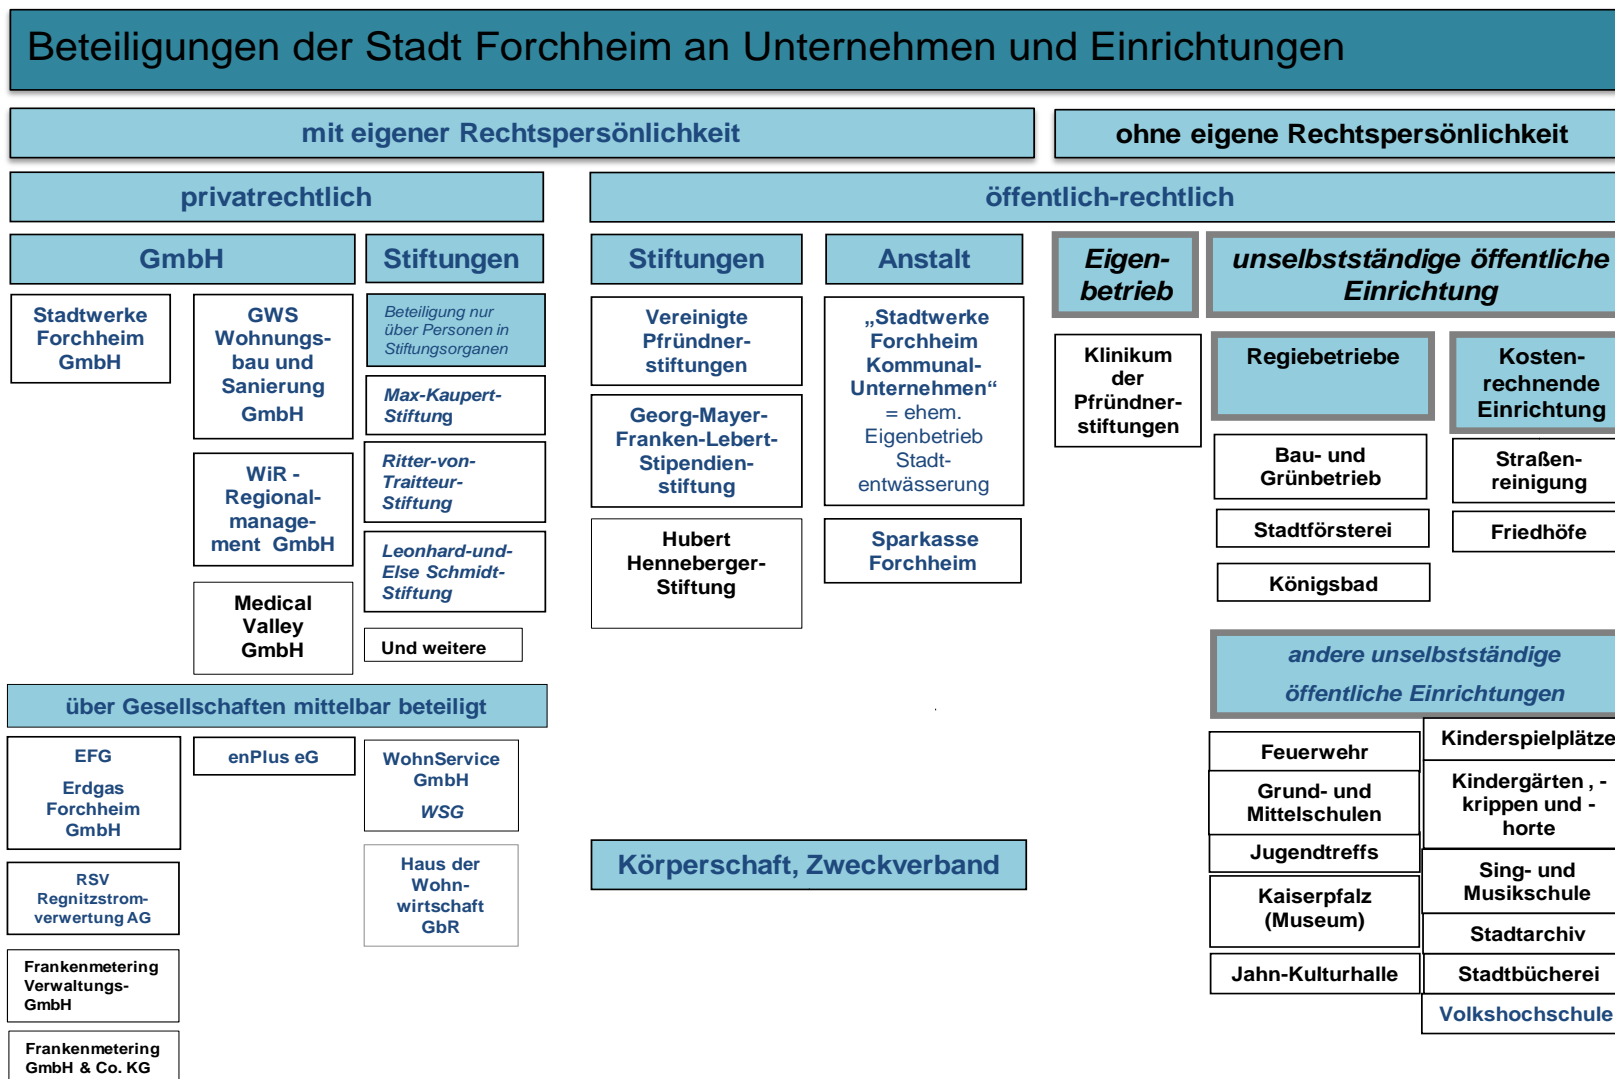 Beteiligungen der Stadt Forchheim an Unternehmen und Einrichtungen
mit eigener Rechtspersönlichkeit
ohne eigene Rechtspersönlichkeit
privatrechtlich
öffentlich-rechtlich
GmbH
Stiftungen
Stiftungen
Anstalt
Eigen-
betrieb
unselbstständige öffentliche
Einrichtung
Stadtwerke
Forchheim
GmbH
GWS
Wohnungs-
bau und
Sanierung
GmbH
WiR -
Regional-
manage-
ment GmbH
Medical
Valley
GmbH
Beteiligung nur
über Personen in
Stiftungsorganen
Max-Kaupert-
Stiftung
Ritter-von-
Traitteur-
Stiftung
Leonhard-und-
Else Schmidt-
Stiftung
Und weitere
Vereinigte
Pfründner-
stiftungen
Georg-Mayer-
Franken-Lebert-
Stipendien-
stiftung
Hubert
Henneberger-
Stiftung
„Stadtwerke
Forchheim
Kommunal-
Unternehmen“
= ehem.
Eigenbetrieb
Stadt-
entwässerung
Sparkasse
Forchheim
Klinikum
der
Pfründner-
stiftungen
Regiebetriebe
Bau- und
Grünbetrieb
Stadtförsterei
Königsbad
Kosten-
rechnende
Einrichtung
Straßen-
reinigung
Friedhöfe
über Gesellschaften mittelbar beteiligt
EFG
Erdgas
Forchheim
GmbH
RSV
Regnitzstrom-
verwertung AG
Frankenmetering
Verwaltungs-
GmbH
Frankenmetering
GmbH & Co. KG
enPlus eG
WohnService
GmbH
WSG
Haus der
Wohn-
wirtschaft
GbR
Körperschaft, Zweckverband
andere unselbstständige
öffentliche Einrichtungen
Feuerwehr
Grund- und
Mittelschulen
Jugendtreffs
Kaiserpfalz
(Museum)
Jahn-Kulturhalle
Kinderspielplätze
Kindergärten , -
krippen und -
horte
Sing- und
Musikschule
Stadtarchiv
Stadtbücherei
Volkshochschule